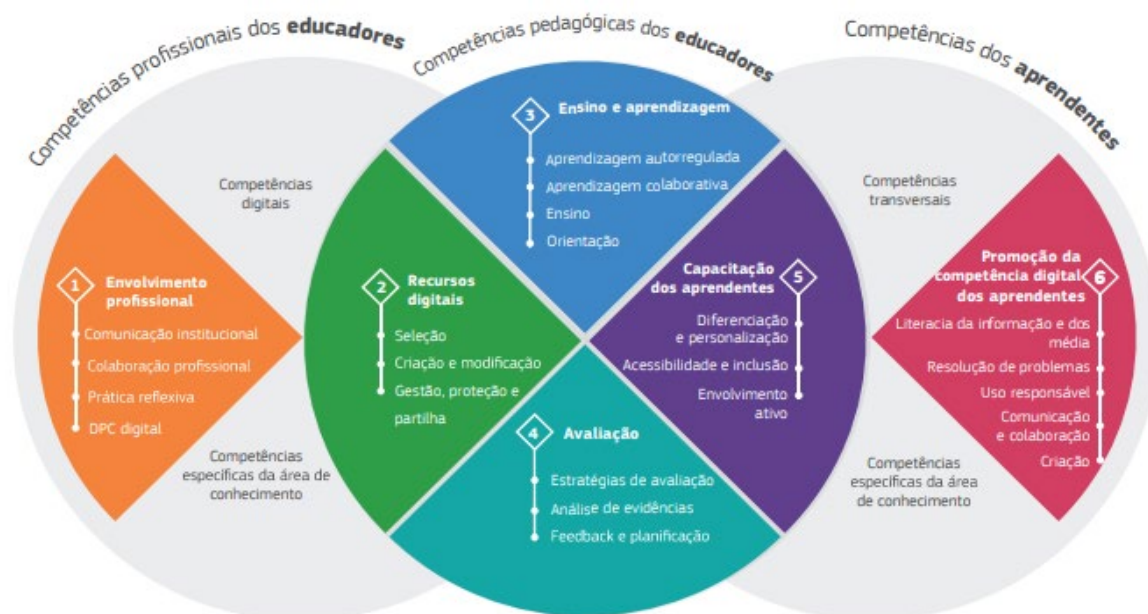 Competências profissionais dos educadores
Competências pedagógicas dos educadores
Competências dos aprendentes
Competências
digitais
Competências
específicas da área de
conhecimento
1
Envolvimento
profissional
Comunicação institucional
Colaboração profissional
Prática reflexiva
DPC digital
2
Recursos
digitais
Seleção
Criação e modificação
Gestão, proteção e
partilha
3
Ensino e aprendizagem
Aprendizagem autorregulada
Aprendizagem colaborativa
Ensino
Orientação
4
Avaliação
Estratégias de avaliação
Análise de evidências
Feedback e planificação
5
Capacitação
dos aprendentes
Diferenciação
e personalização
Acessibilidade e inclusão
Envolvimento
ativo
Competências
transversais
Competências
específicas da área
de conhecimento
6
Promoção da
competência digital
dos aprendentes
Literacia da informação e dos
média
Resolução de problemas
Uso responsável
Comunicação
e colaboração
Criação